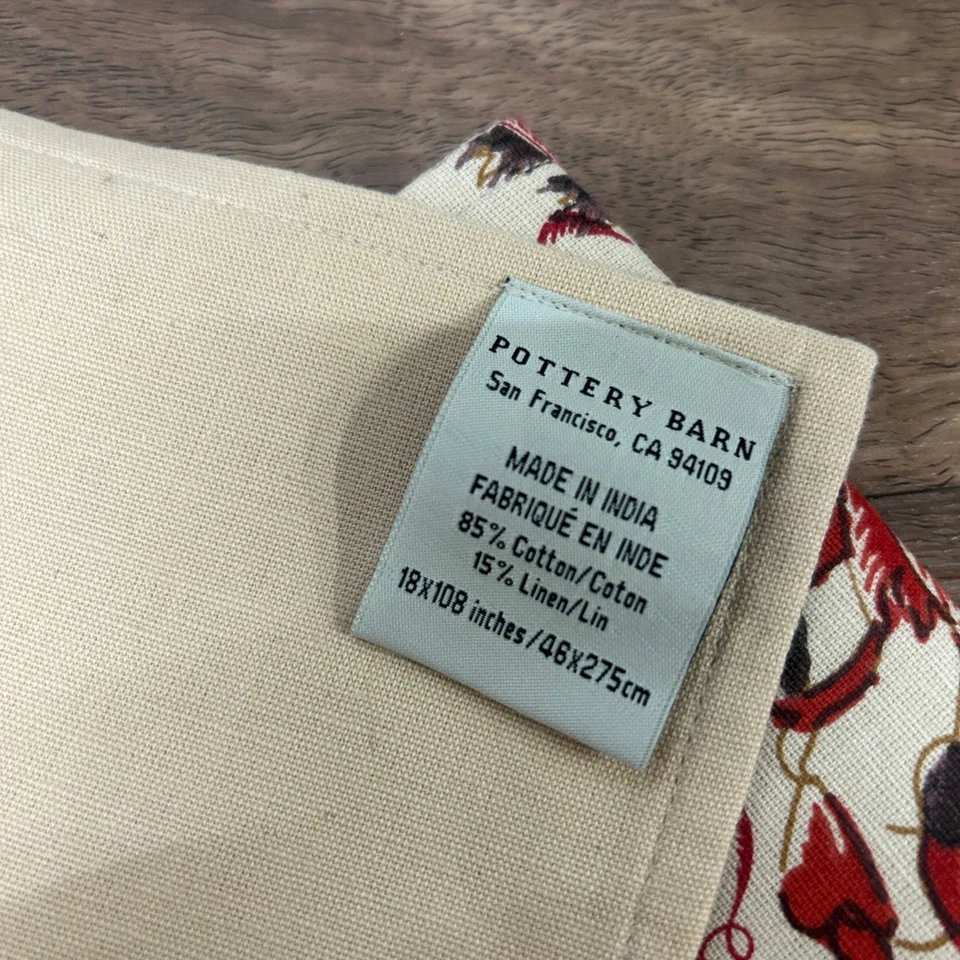 POTTERY BARN
San Francisco, CA 94109
MADE IN INDIA
FABRIQUÉ EN INDE
85% Cotton/Coton
15% Linen/Lin
18X108 inches/46x275cm